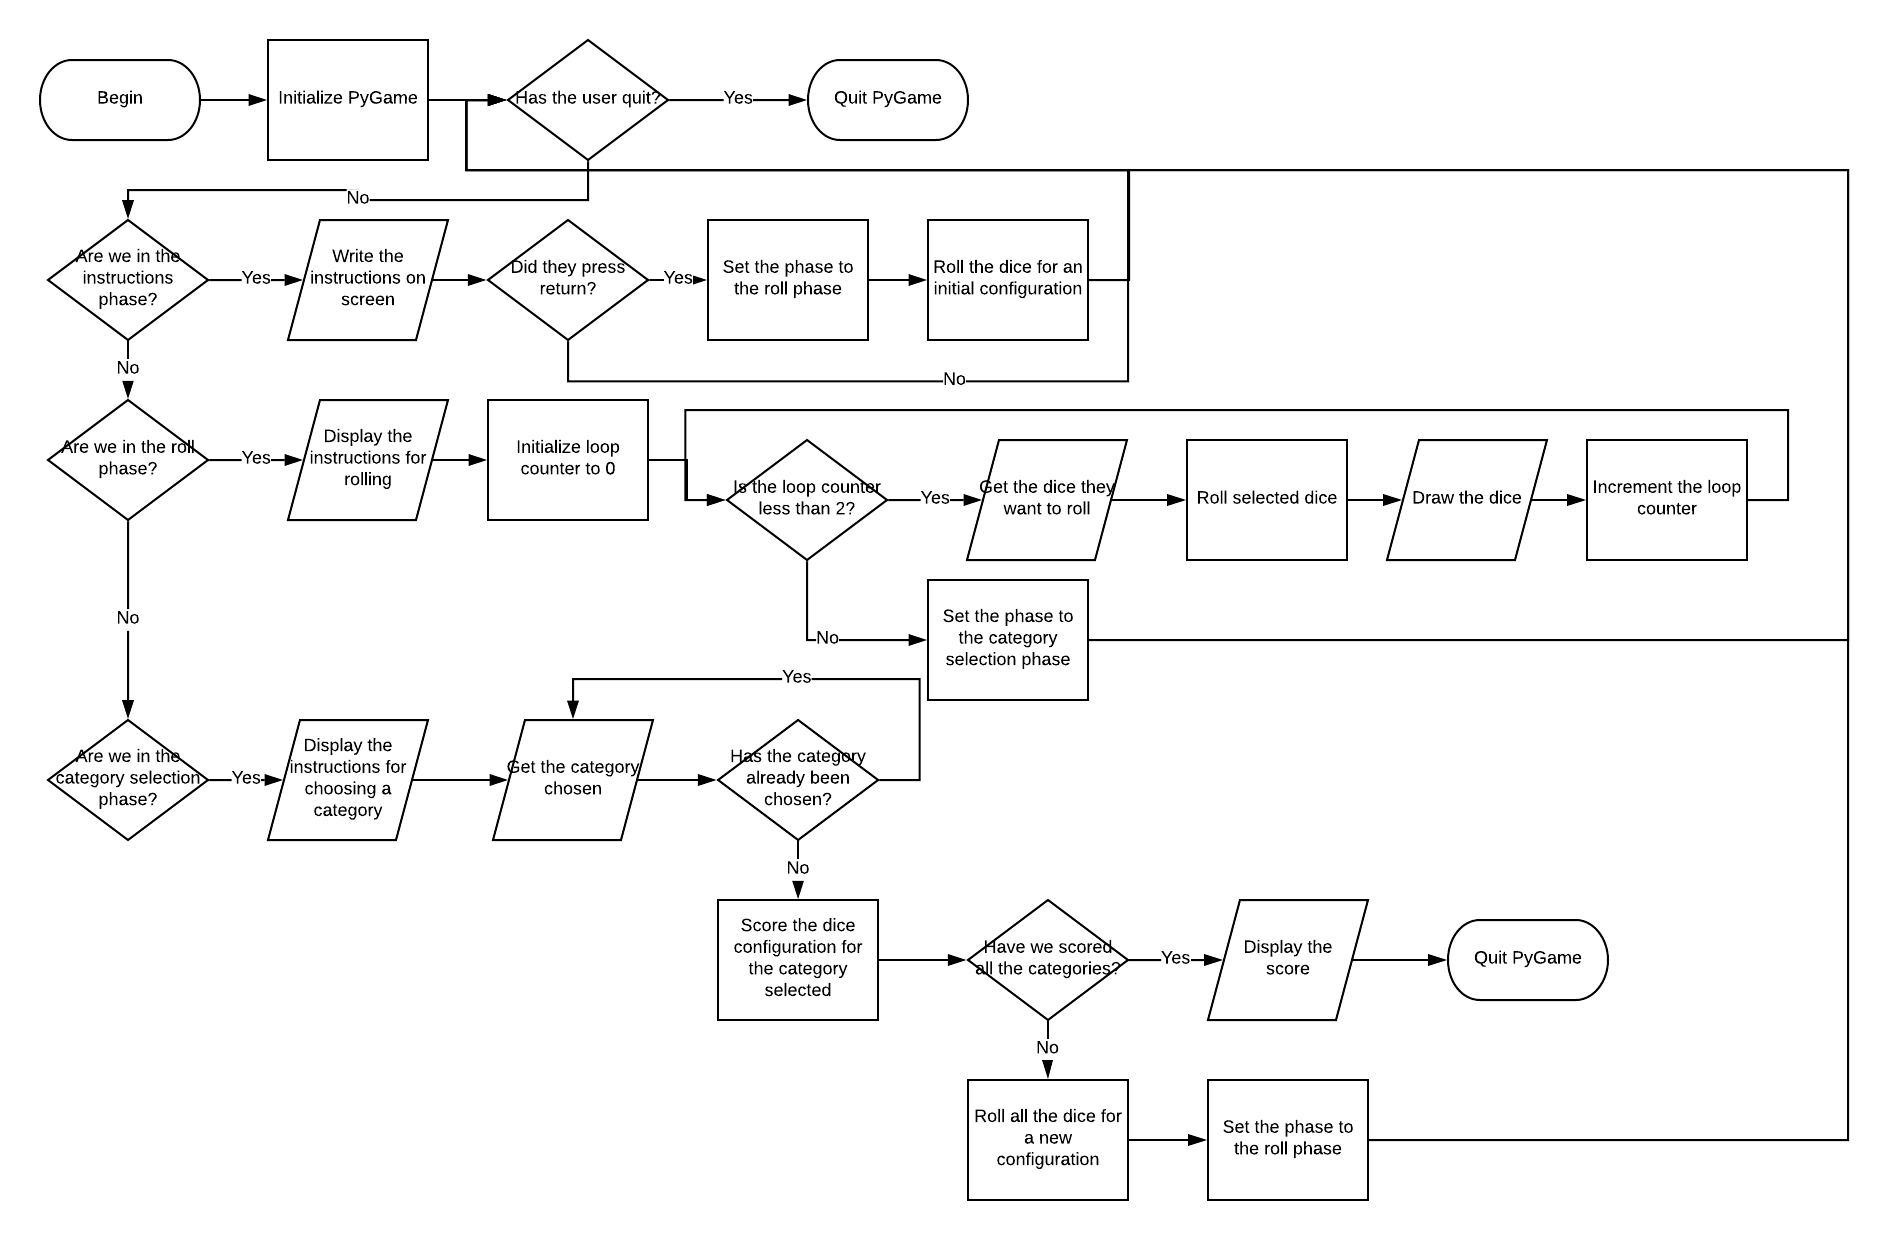 Begin
Initialize PyGame
Has the user quit?
Yes
Quit PyGame
No
Are we in the
instructions
phase?
Yes
Write the
instructions on
screen
Did they press
return?
Yes
Set the phase to
the roll phase
Roll the dice for an
initial configuration
No
No
Are we in the roll
phase?
Yes
Display the
instructions for
rolling
Initialize loop
counter to 0
Is the loop counter
less than 2?
Yes
Get the dice they
want to roll
Roll selected dice
Draw the dice
Increment the loop
counter
No
No
Set the phase to
the category
selection phase
Yes
Are we in the
category selection
phase?
Yes
Display the
instructions for
choosing a
category
Get the category
chosen
Has the category
already been
chosen?
No
Score the dice
configuration for
the category
selected
Have we scored
all the categories?
Yes
Display the
score
Quit PyGame
No
Roll all the dice for
a new
configuration
Set the phase to
the roll phase